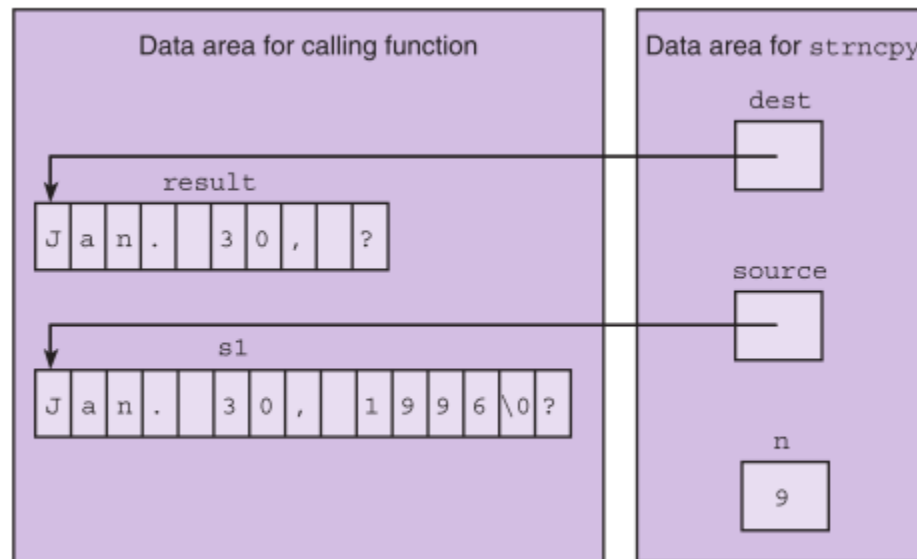 Data area for calling function
Data area for strncpy
dest
result
J a n . 3 0 , ?
source
s1
J a n . 3 0 , 1 9 9 6 \0 ?
n
9